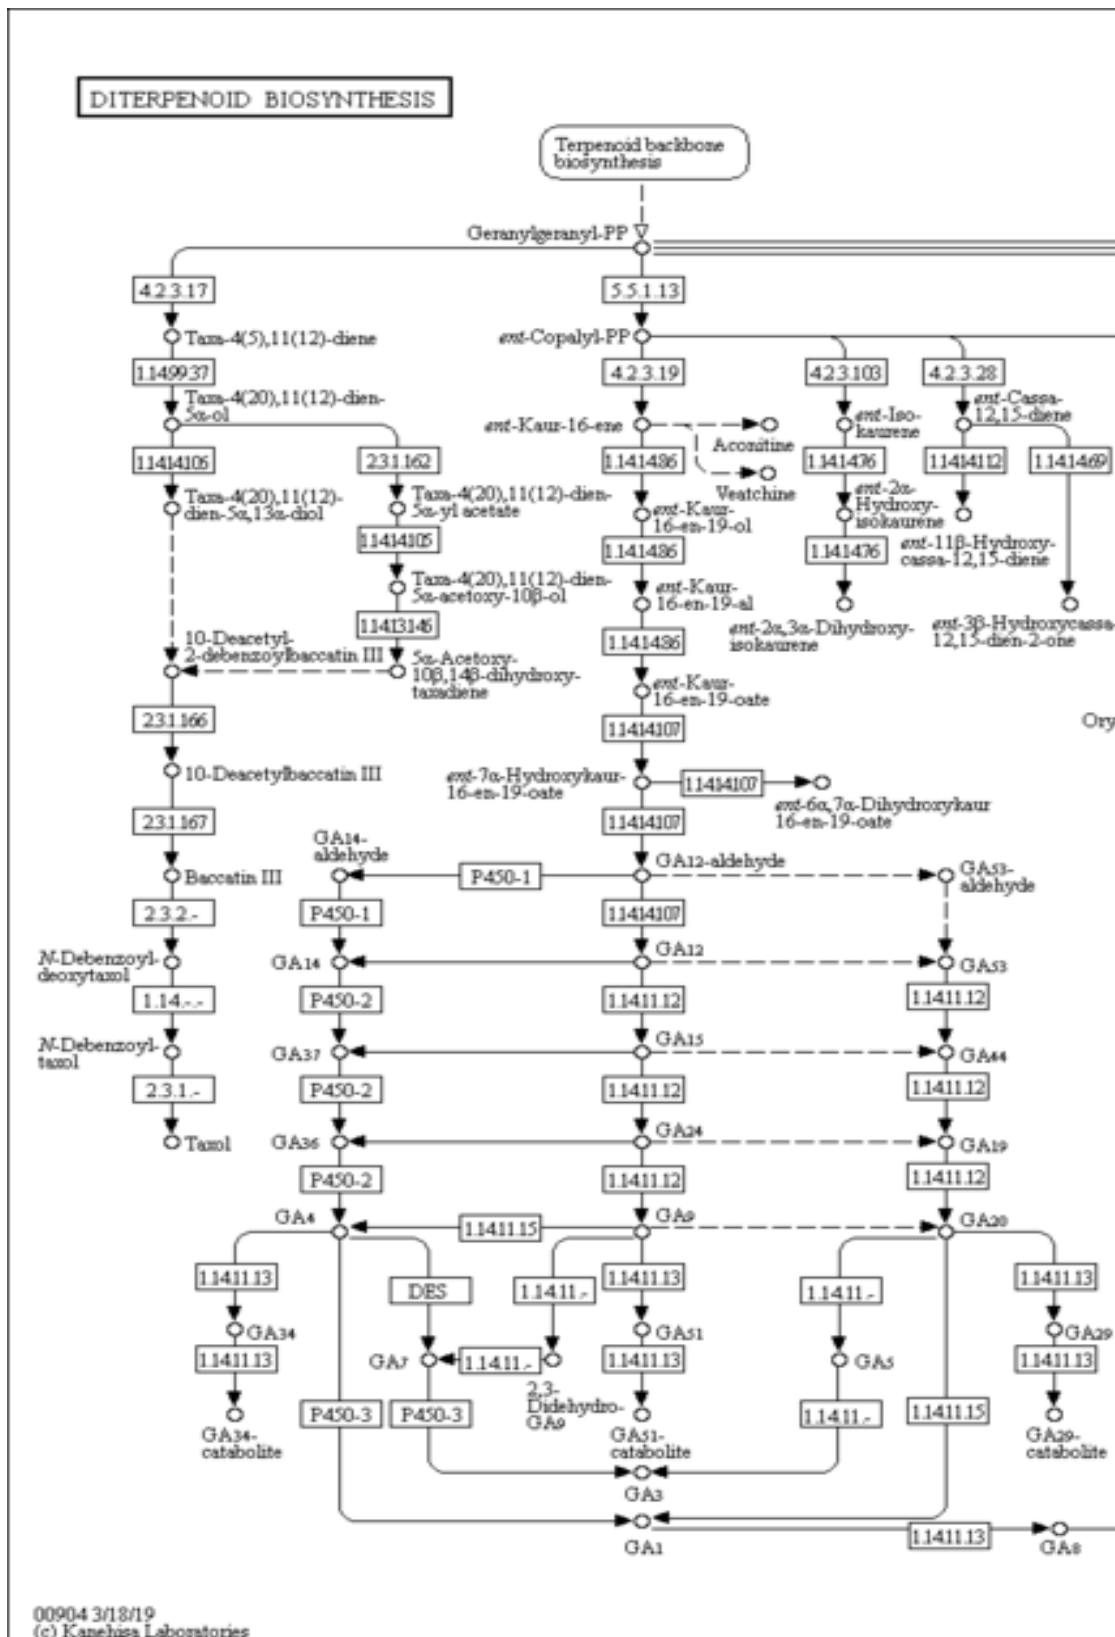 DITERPENOID BIOSYNTHESIS
Terpenoid backbone
biosynthesis
Geranylgeranyl-PP
4.2.3.17
5.5.1.13
Taxa-4(5),11(12)-diene
ent-Copalyl-PP
1.14.99.37
4.2.3.19
4.2.3.103
4.2.3.28
Taxa-4(20),11(12)-dien-
5α-ol
ent-Kaur-16-ene
Aconitine
Veatchine
ent-Iso-
kaurene
ent-Cassa-
12,15-diene
1.14.14.105
2.3.1.162
1.14.14.86
1.14.14.76
1.14.14.112
1.14.14.69
Taxa-4(20),11(12)-
dien-5α,13α-diol
Taxa-4(20),11(12)-dien-
5α-yl acetate
ent-Kaur-
16-en-19-ol
ent-2α-
Hydroxy-
isokaurene
ent-11β-Hydroxy-
cassa-12,15-diene
1.14.14.105
1.14.14.86
1.14.14.76
Taxa-4(20),11(12)-dien-
5α-acetoxy-10β-ol
ent-Kaur-
16-en-19-al
ent-2α,3α-Dihydroxy-
isokaurene
ent-3β-Hydroxycassa-
12,15-dien-2-one
1.14.13.146
1.14.14.86
10-Deacetyl-
2-debenzoylbaccatin III
5α-Acetoxy-
10β,14β-dihydroxy-
taxadiene
ent-Kaur-
16-en-19-oate
Ory
2.3.1.166
1.14.14.107
10-Deacetylbaccatin III
ent-7α-Hydroxykaur-
16-en-19-oate
1.14.14.107
ent-6α,7α-Dihydroxykaur
16-en-19-oate
2.3.1.167
1.14.14.107
Baccatin III
GA14-
aldehyde
P450-1
GA12-aldehyde
GA53-
aldehyde
2.3.2.-
P450-1
1.14.14.107
N-Debenzoyl-
deoxytaxol
GA14
GA12
GA53
1.14.-.-
P450-2
1.14.11.12
1.14.11.12
N-Debenzoyl-
taxol
GA37
GA15
GA44
2.3.1.-
P450-2
1.14.11.12
1.14.11.12
Taxol
GA36
GA24
GA19
P450-2
1.14.11.12
1.14.11.12
GA4
1.14.11.15
GA9
GA20
1.14.11.13
DES
1.14.11.-
1.14.11.13
1.14.11.-
1.14.11.13
GA34
GA7
1.14.11.-
2,3-
Didehydro-
GA9
GA51
GA5
GA29
1.14.11.13
1.14.11.13
1.14.11.13
P450-3
P450-3
1.14.11.-
1.14.11.15
GA34-
catabolite
GA51-
catabolite
GA29-
catabolite
GA3
GA1
1.14.11.13
GA8
00904 3/18/19
(c) Kanehisa Laboratories